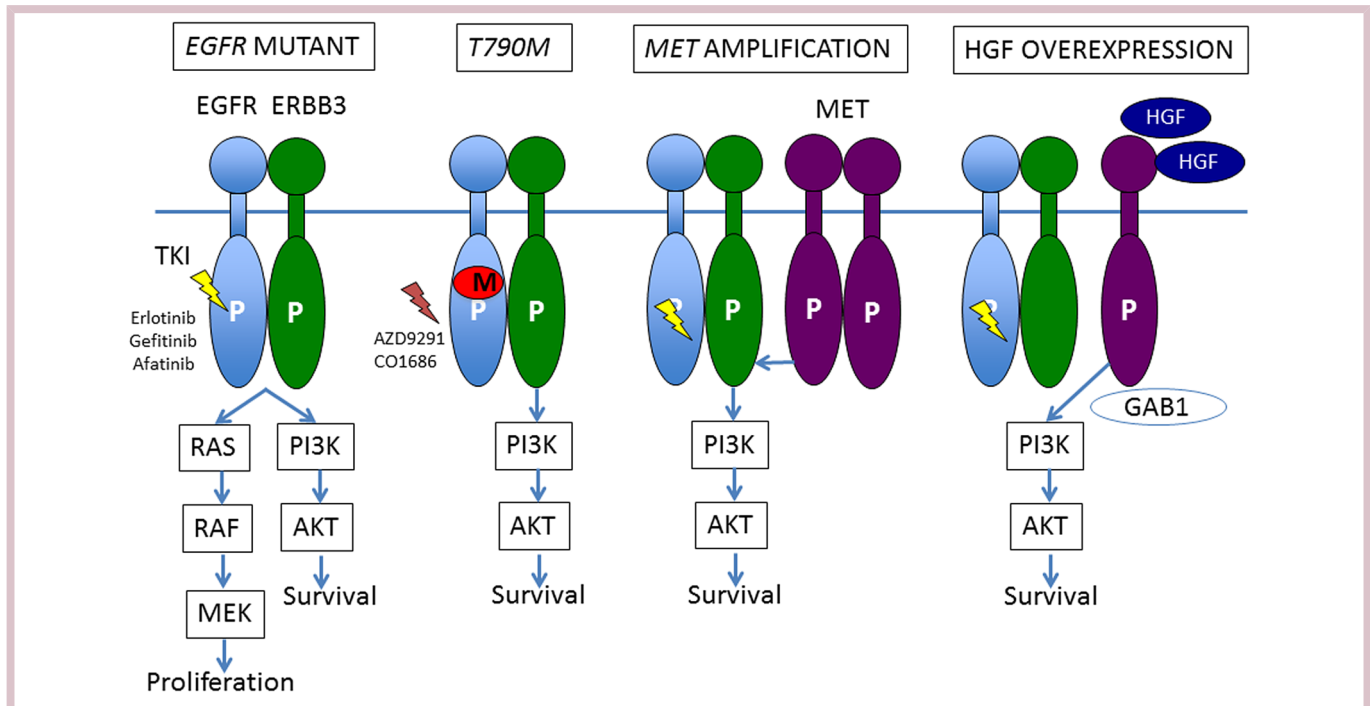 EGFR MUTANT
T790M
MET AMPLIFICATION
HGF OVEREXPRESSION
EGFR ERBB3
MET
HGF
HGF
TKI
Erlotinib
Gefitinib
Afatinib
P
P
AZD9291
CO1686
M
P
P
P
P
P
P
P
P
GAB1
RAS
PI3K
PI3K
PI3K
PI3K
RAF
AKT
AKT
AKT
AKT
MEK
Survival
Survival
Survival
Survival
Proliferation